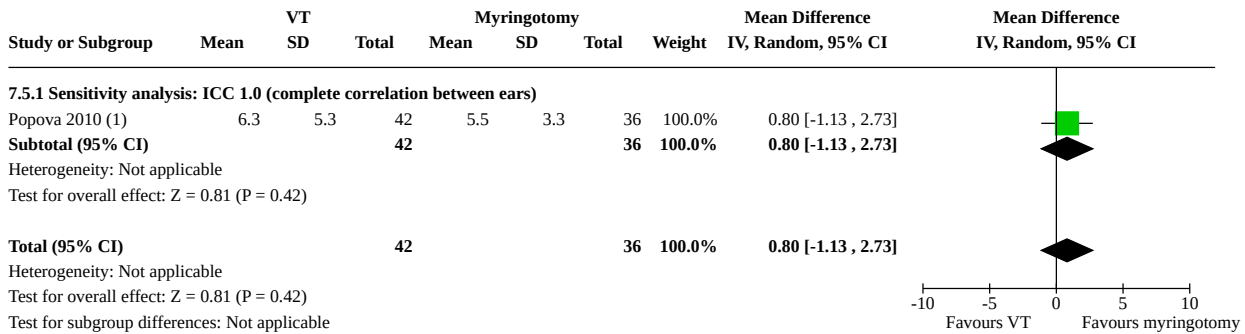 VT Myringotomy Mean Difference Mean Difference
Study or Subgroup Mean SD Total Mean SD Total Weight IV, Random, 95% CI IV, Random, 95% CI
7.5.1 Sensitivity analysis: ICC 1.0 (complete correlation between ears)
Popova 2010 (1) 6.3 5.3 42 5.5 3.3 36 100.0% 0.80 [-1.13 , 2.73]
Subtotal (95% CI) 42 36 100.0% 0.80 [-1.13 , 2.73]
Heterogeneity: Not applicable
Test for overall effect: Z = 0.81 (P = 0.42)
Total (95% CI) 42 36 100.0% 0.80 [-1.13 , 2.73]
Heterogeneity: Not applicable
Test for overall effect: Z = 0.81 (P = 0.42)
-10 -5 0 5 10
Test for subgroup differences: Not applicable
Favours VT Favours myringotomy